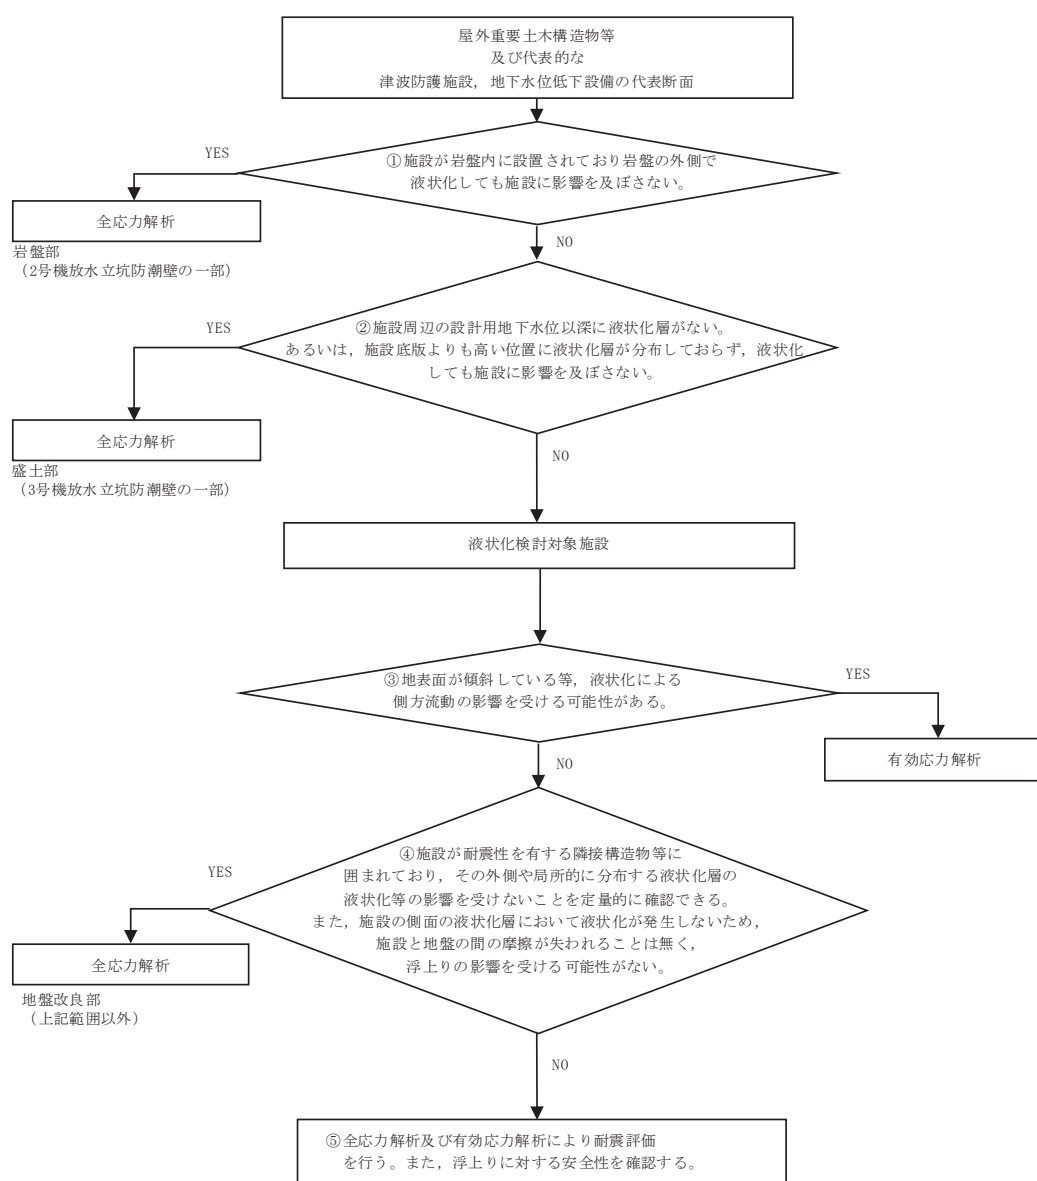 屋外重要土木構造物等
及び代表的な
津波防護施設，地下水位低下設備の代表断面
①施設が岩盤内に設置されており岩盤の外側で
液状化しても施設に影響を及ぼさない。
YES
全応力解析
岩盤部
（2号機放水立坑防潮壁の一部）
NO
②施設周辺の設計用地下水位以深に液状化層がない。
あるいは，施設底版よりも高い位置に液状化層が分布しておらず，液状化
しても施設に影響を及ぼさない。
YES
全応力解析
盛土部
（3号機放水立坑防潮壁の一部）
NO
液状化検討対象施設
③地表面が傾斜している等，液状化による
側方流動の影響を受ける可能性がある。
YES
有効応力解析
NO
④施設が耐震性を有する隣接構造物等に
囲まれており，その外側や局所的に分布する液状化層の
液状化等の影響を受けないことを定量的に確認できる。
また，施設の側面の液状化層において液状化が発生しないため，
施設と地盤の間の摩擦が失われることは無く，
浮上りの影響を受ける可能性がない。
YES
全応力解析
地盤改良部
（上記範囲以外）
NO
⑤全応力解析及び有効応力解析により耐震評価
を行う。また，浮上りに対する安全性を確認する。